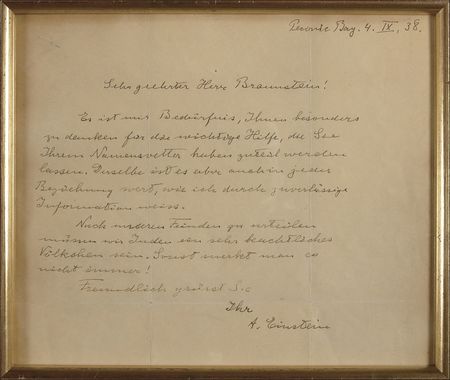 Peconic Bay. 4. IX. 38.
Sehr geehrter Herr Braunstein!
Es ist mir Bedürfnis, Ihnen besonders
zu danken für die wichtige Hilfe, die Sie
Ihrem Namensvetter haben zuteil werden
lassen. Derselbe ist es aber auch in jeder
Beziehung wert, wie ich durch zuverlässige
Information weiss.
Nach unseren Feinden zu urteilen
müssen wir Juden ein sehr beachtliches
Völkchen sein. Sonst merkt man es
nicht immer!
Freundlich grüsst Sie
Ihr
A. Einstein